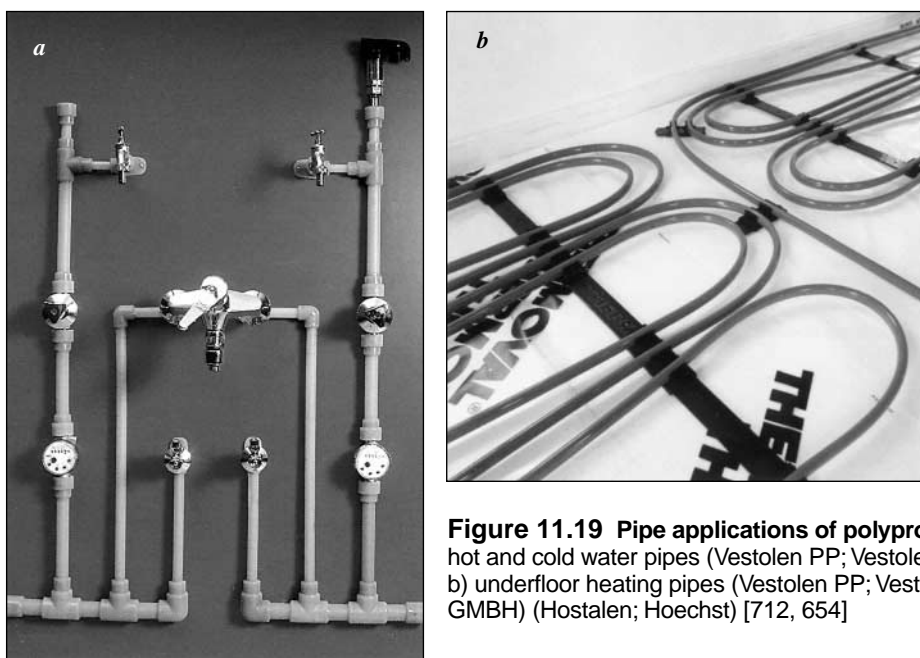 a
b
MOVAL®
THE
Figure 11.19 Pipe applications of polypro
hot and cold water pipes (Vestolen PP; Vestole
b) underfloor heating pipes (Vestolen PP; Vest
GMBH) (Hostalen; Hoechst) [712, 654]